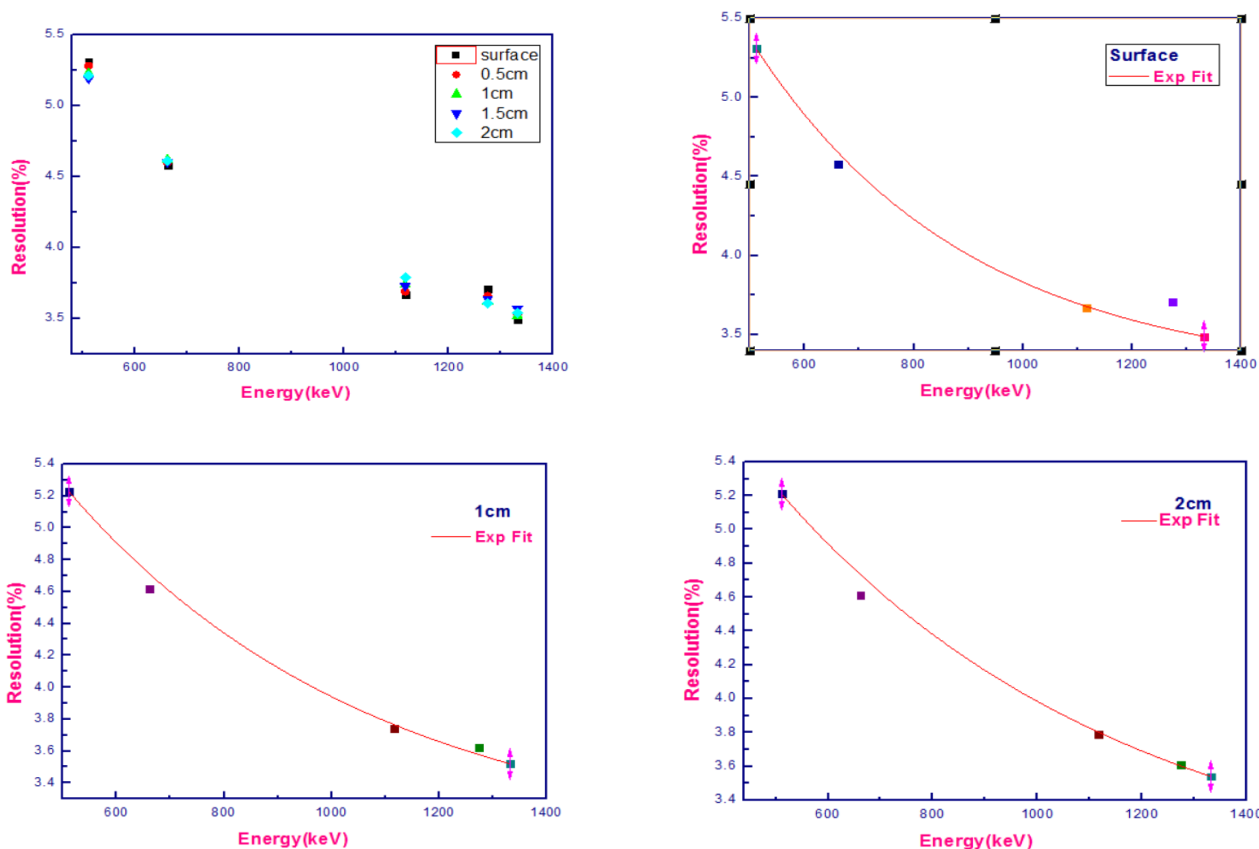 5.5
5.0
4.5
4.0
3.5
Resolution(%)
600
800
1000
1200
1400
Energy(keV)
surface
0.5cm
1cm
1.5cm
2cm
5.5
5.0
4.5
4.0
3.5
Resolution(%)
600
800
1000
1200
1400
Energy(keV)
Surface
Exp Fit
5.4
5.2
5.0
4.8
4.6
4.4
4.2
4.0
3.8
3.6
3.4
Resolution(%)
600
800
1000
1200
1400
Energy(keV)
1cm
Exp Fit
5.4
5.2
5.0
4.8
4.6
4.4
4.2
4.0
3.8
3.6
3.4
Resolution(%)
600
800
1000
1200
1400
Energy(keV)
2cm
Exp Fit